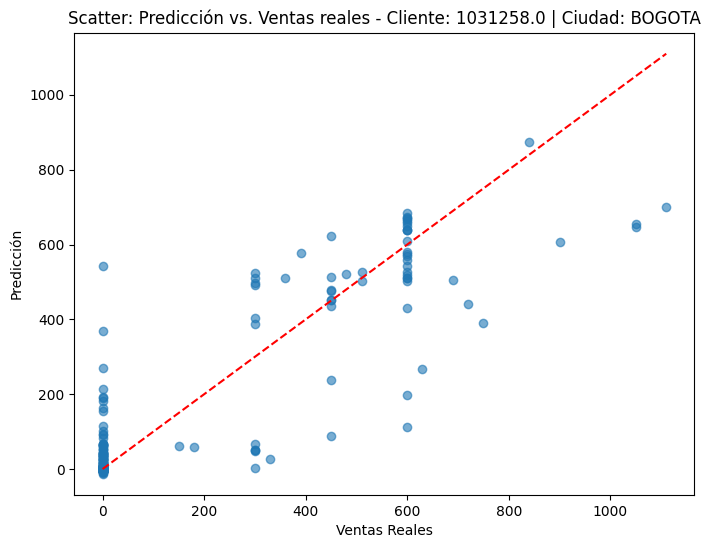 Scatter: Predicción vs. Ventas reales - Cliente: 1031258.0 | Ciudad: BOGOTA
1000
800
600
400
200
0
Predicción
0 200 400 600 800 1000
Ventas Reales